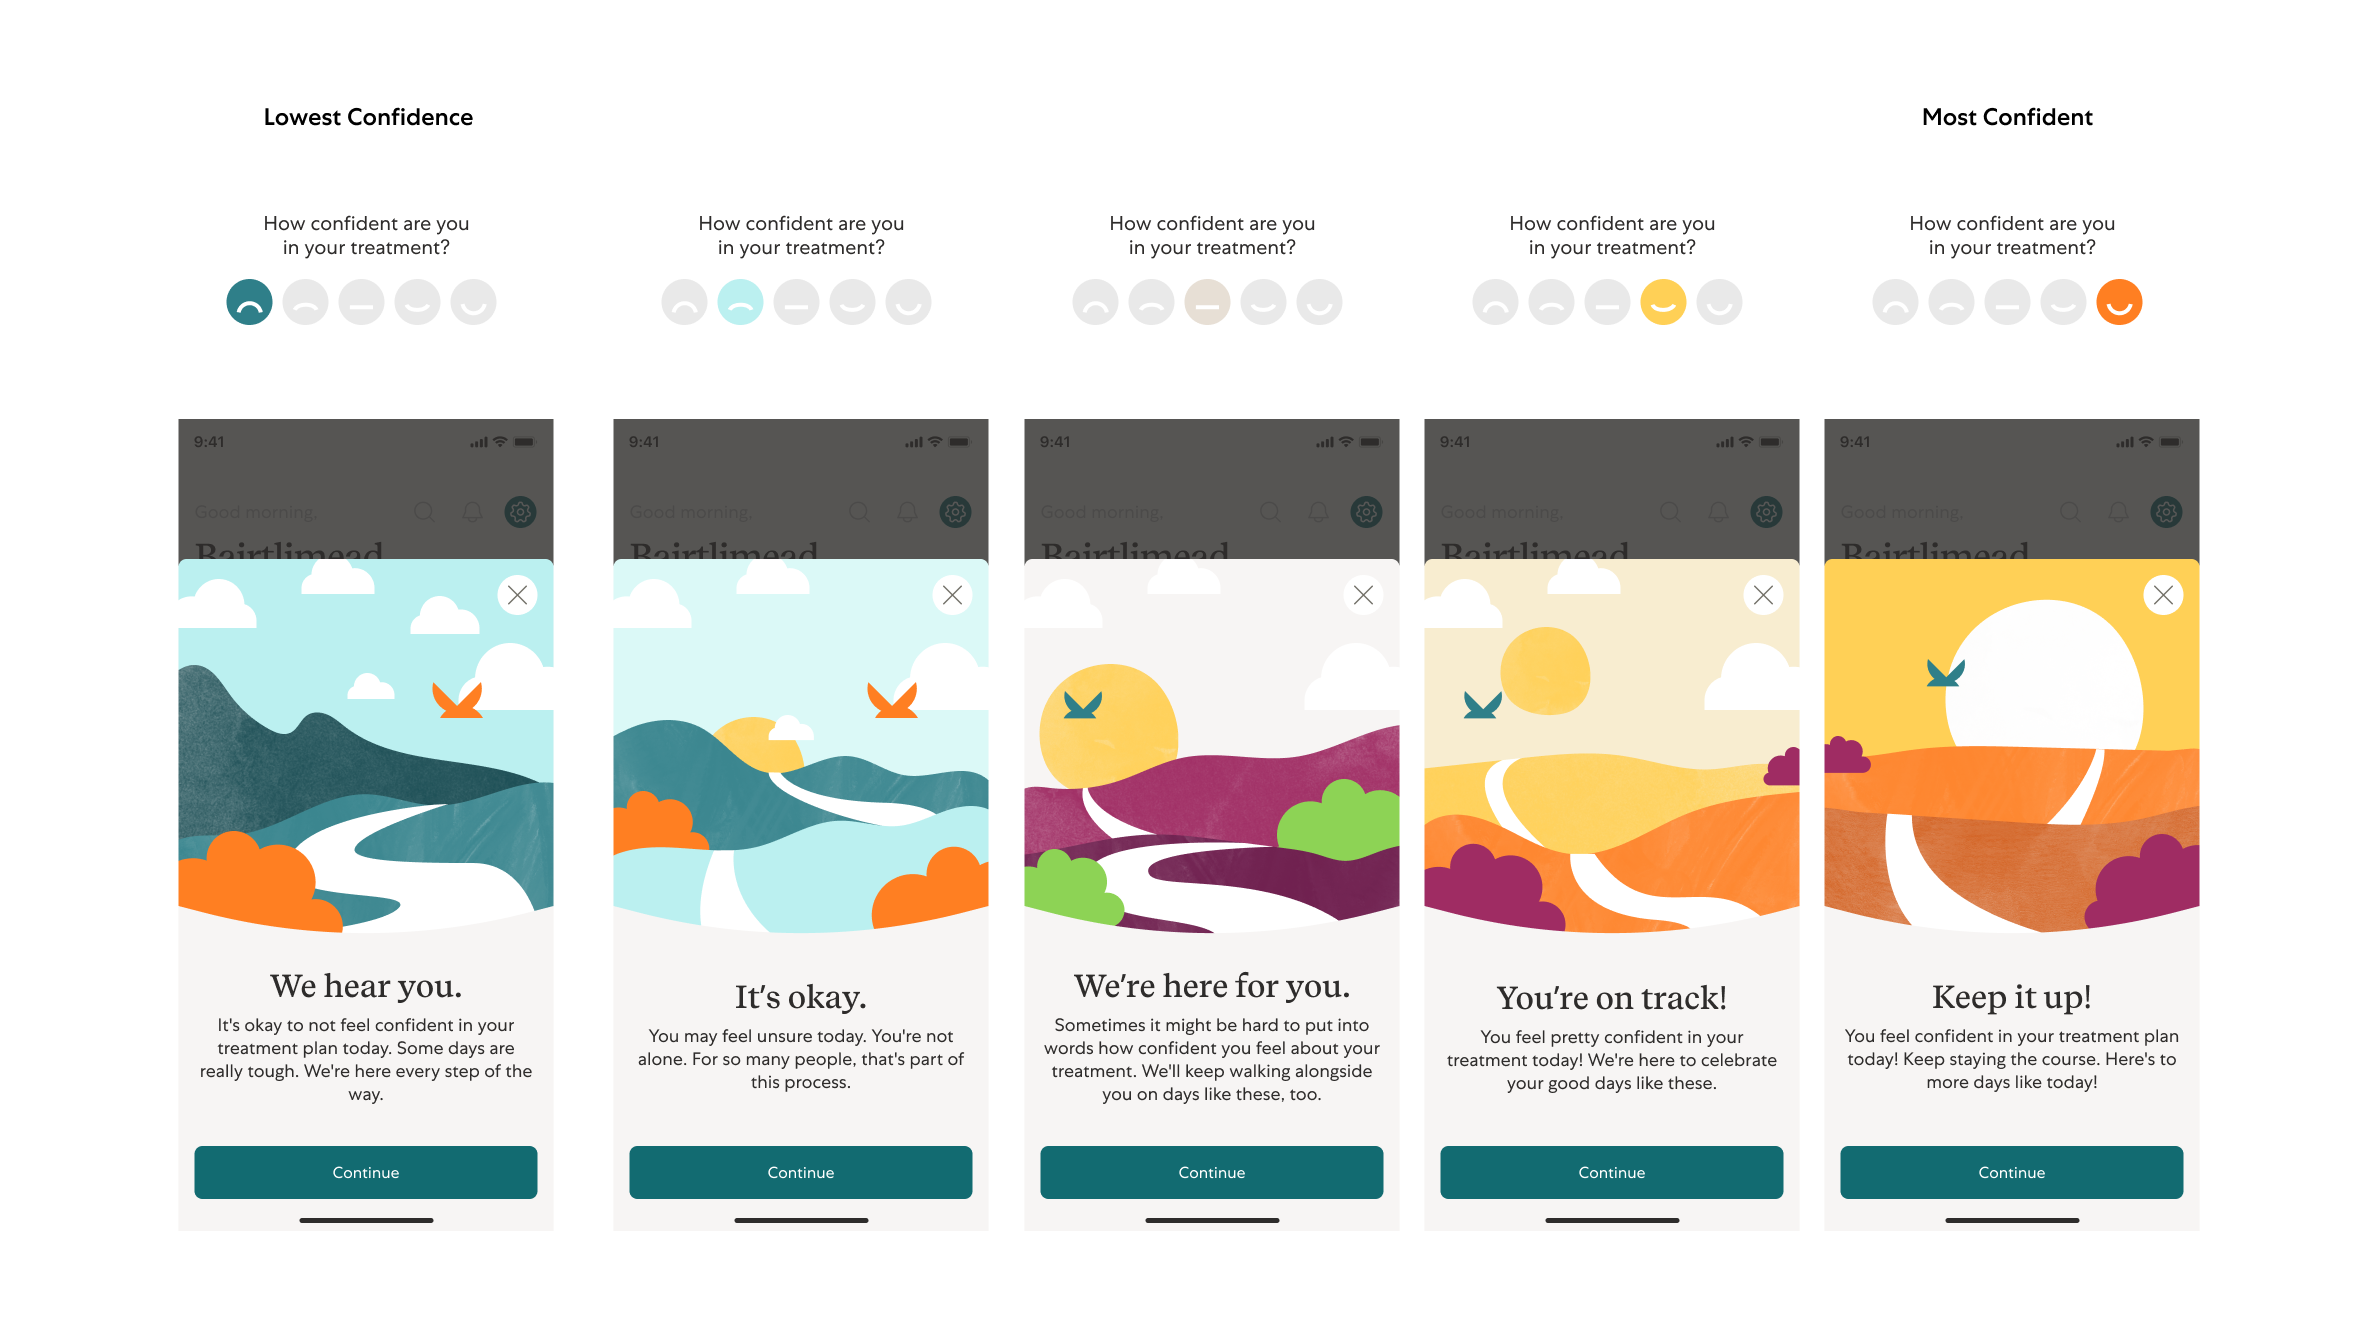 Lowest Confidence
Most Confident
How confident are you
in your treatment?
How confident are you
in your treatment?
How confident are you
in your treatment?
How confident are you
in your treatment?
How confident are you
in your treatment?
9:41
Good morning.
Bairtlimead
We hear you.
It's okay to not feel confident in your
treatment plan today. Some days are
really tough. We're here every step of the
way.
Continue
9:41
Good morning.
Bairtlimead
It's okay.
You may feel unsure today. You're not
alone. For so many people, that's part of
this process.
Continue
9:41
Good morning.
Bairtlimead
We're here for you.
Sometimes it might be hard to put into
words how confident you feel about your
treatment. We'll keep walking alongside
you on days like these, too.
Continue
9:41
Good morning.
Bairtlimead
You're on track!
You feel pretty confident in your
treatment today! We're here to celebrate
your good days like these.
Continue
9:41
Good morning.
Bairtlimead
Keep it up!
You feel confident in your treatment plan
today! Keep staying the course. Here's to
more days like today!
Continue